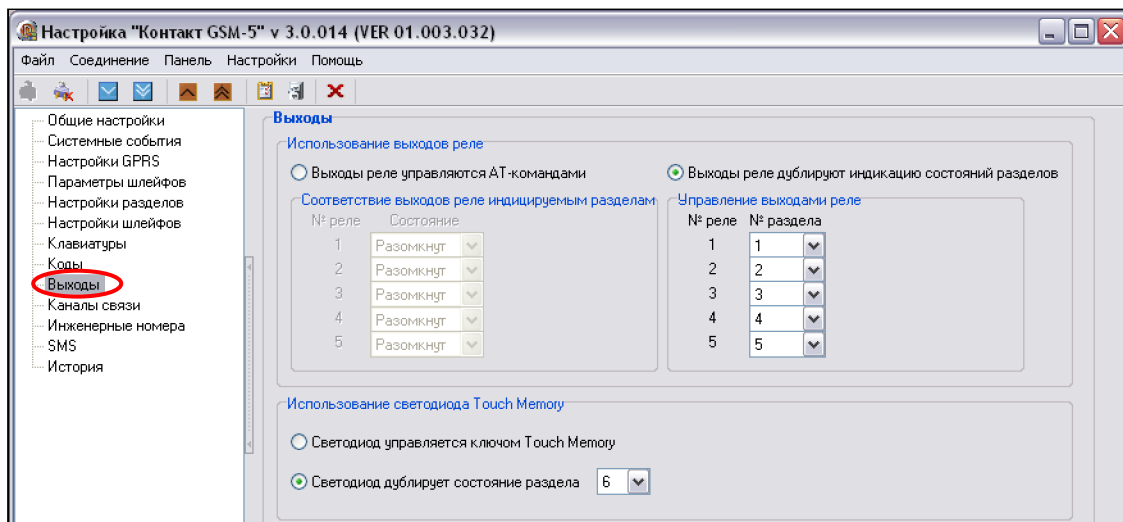 Настройка "Контакт GSM-5" v 3.0.014 (VER 01.003.032)
Файл Соединение Панель Настройки Помощь
Общие настройки
Системные события
Настройки GPRS
Параметры шлейфов
Настройки разделов
Настройки шлейфов
Клавиатуры
Коды
Выходы
Каналы связи
Инженерные номера
SMS
История
Выходы
Использование выходов реле
Выходы реле управляются АТ-командами
Выходы реле дублируют индикацию состояний разделов
Соответствие выходов реле индицируемым разделам
№ реле Состояние
1 Разомкнут
2 Разомкнут
3 Разомкнут
4 Разомкнут
5 Разомкнут
Управление выходами реле
№ реле № раздела
1 1
2 2
3 3
4 4
5 5
Использование светодиода Touch Memory
Светодиод управляется ключом Touch Memory
Светодиод дублирует состояние раздела 6